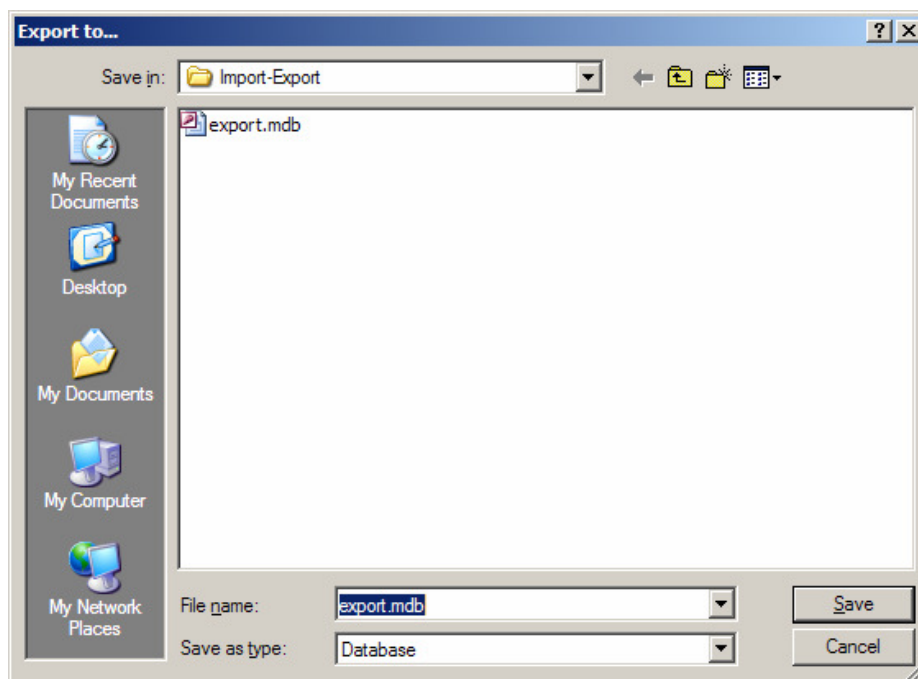 Export to...
Save in: Import-Export
export.mdb
My Recent
Documents
Desktop
My Documents
My Computer
My Network
Places
File name: export.mdb Save
Save as type: Database Cancel